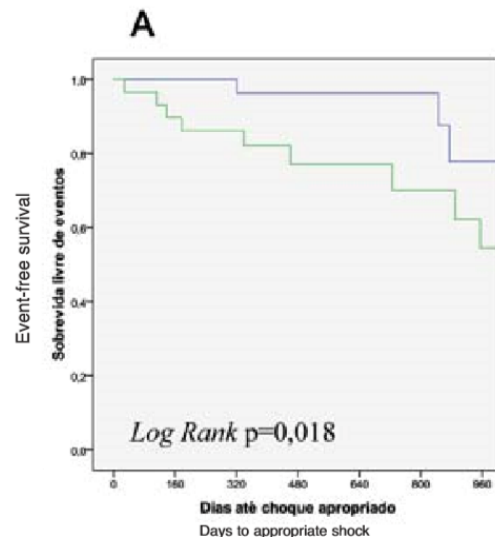 A
Event-free survival
Sobrevida livre de eventos
1,0
0,8
0,6
0,4
0,2
0,0
Log Rank p=0,018
0 160 320 480 640 800 960
Dias até choque apropriado
Days to appropriate shock